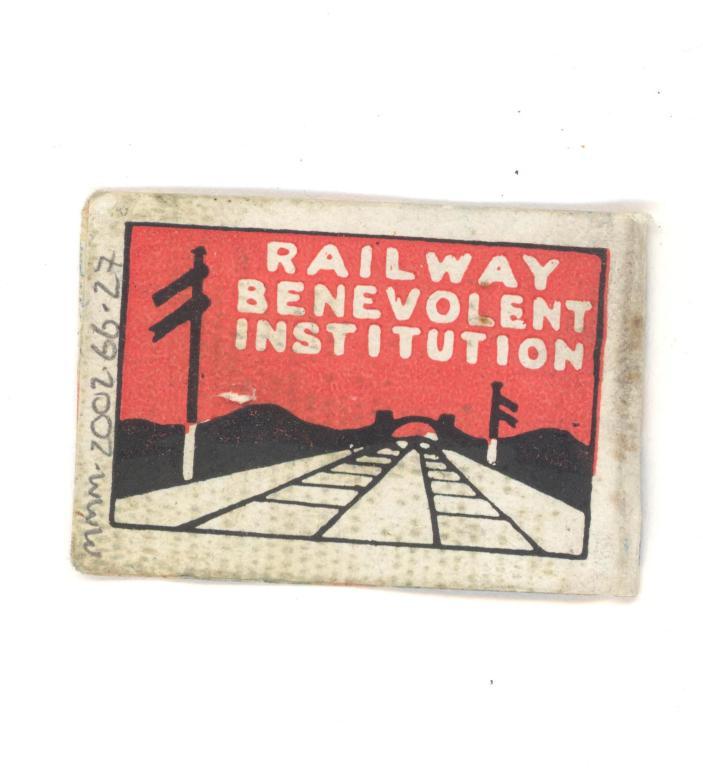 RAILWAY
BENEVOLENT
INSTITUTION
MMM.2002.66.27